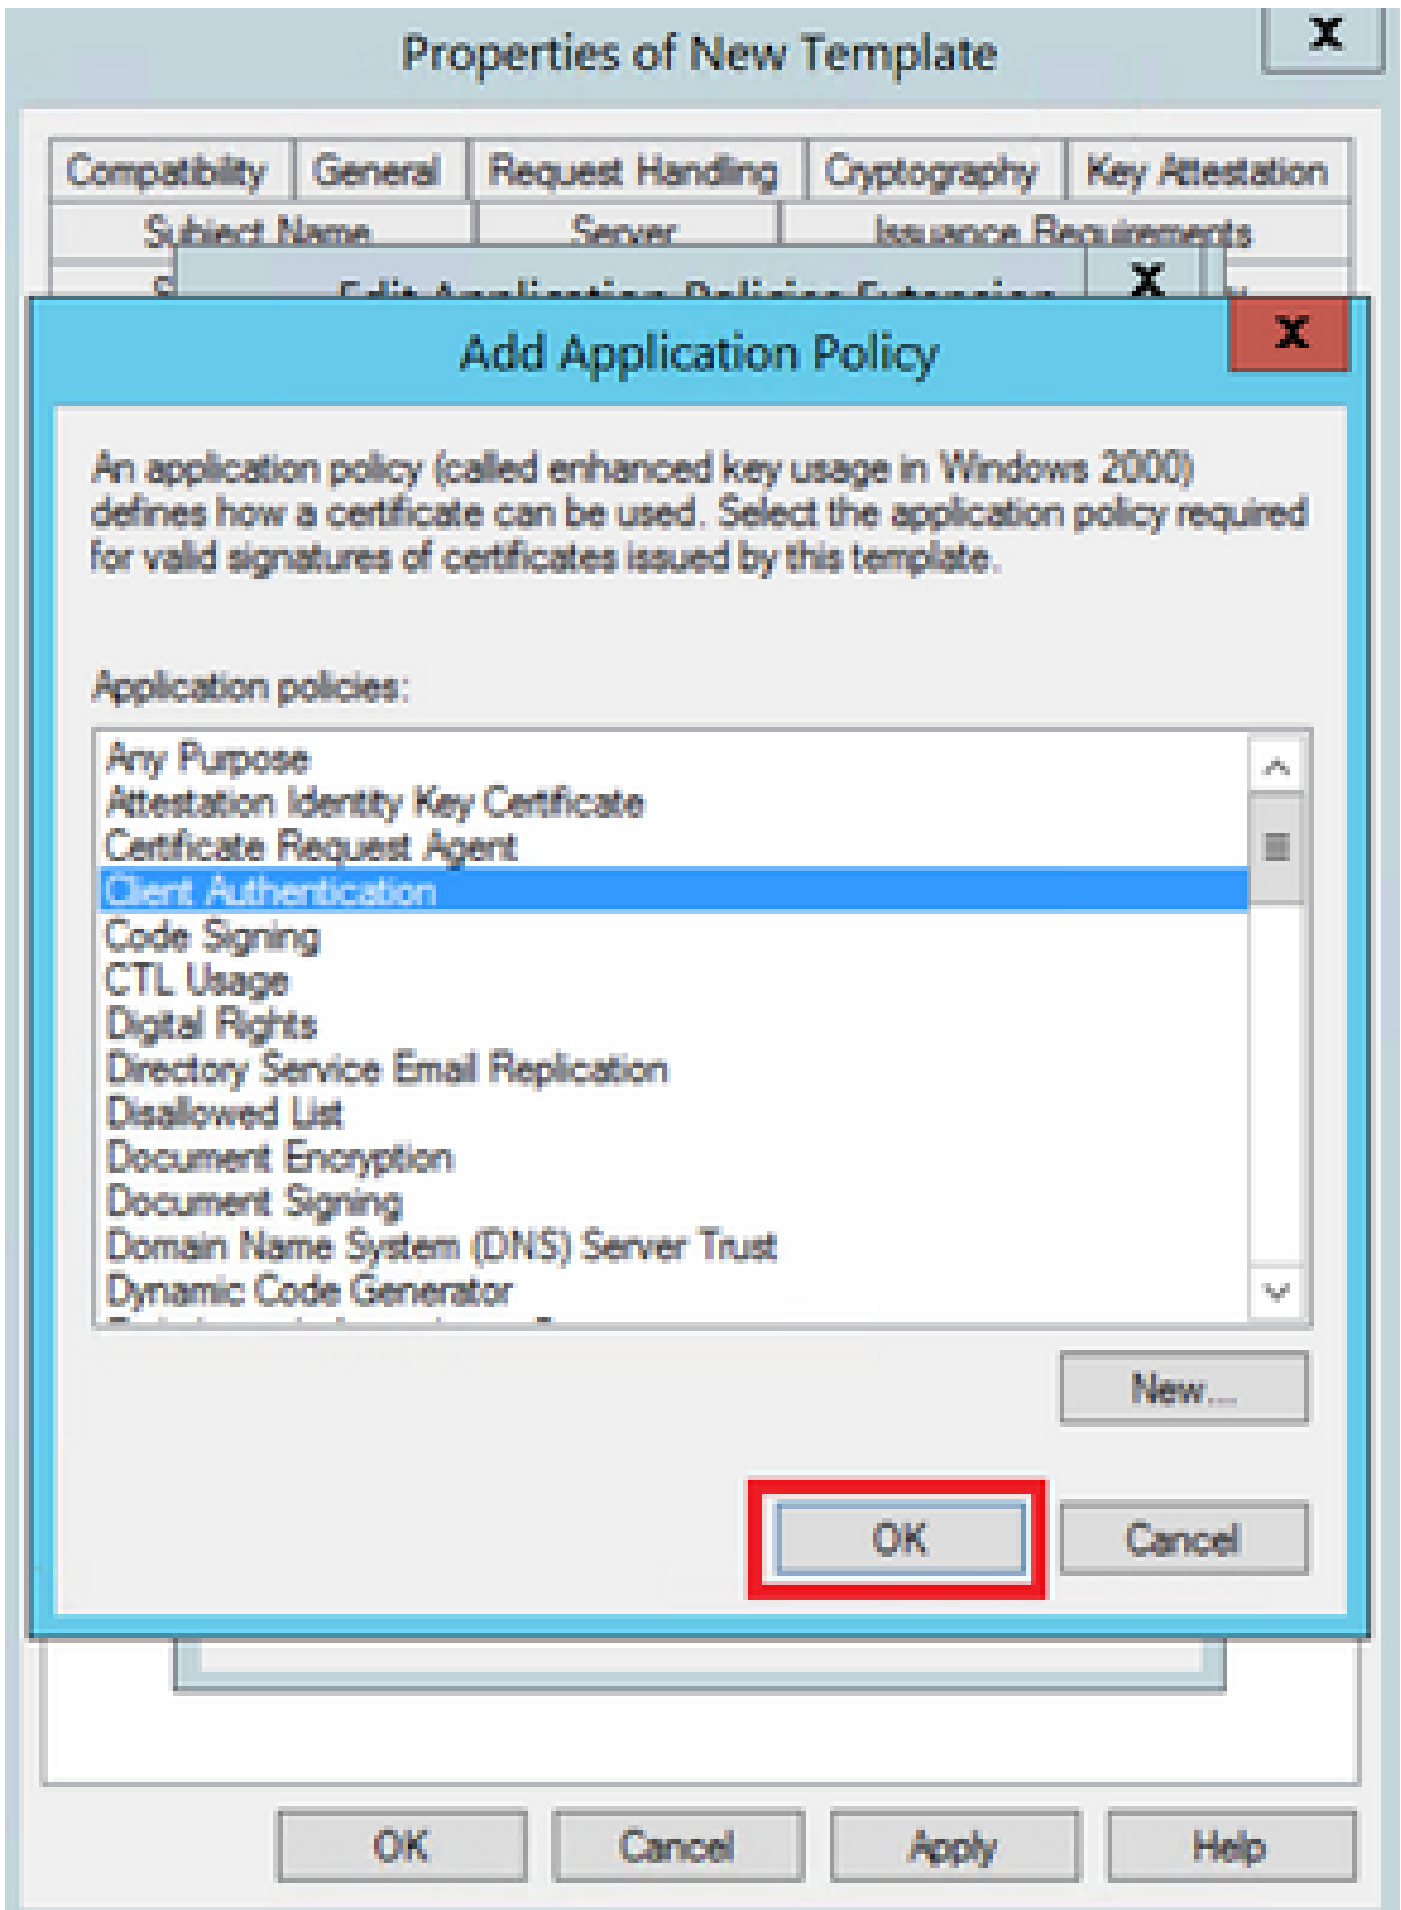 Properties of New Template
x
Compatibility General Request Handling Cryptography Key Attestation
Subject Name Server Issuance Requirements
Edit Application Policies Extension x
Add Application Policy x
An application policy (called enhanced key usage in Windows 2000)
defines how a certificate can be used. Select the application policy required
for valid signatures of certificates issued by this template.
Application policies:
Any Purpose
Attestation Identity Key Certificate
Certificate Request Agent
Client Authentication
Code Signing
CTL Usage
Digital Rights
Directory Service Email Replication
Disallowed List
Document Encryption
Document Signing
Domain Name System (DNS) Server Trust
Dynamic Code Generator
New...
OK Cancel
OK Cancel Apply Help